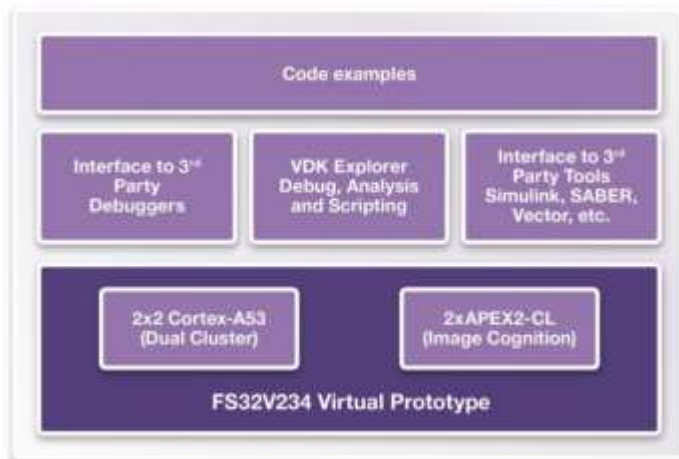 Code examples
Interface to 3rd
Party
Debuggers
VDK Explorer
Debug, Analysis
and Scripting
Interface to 3rd
Party Tools
Simulink, SABER,
Vector, etc.
2x2 Cortex-A53
(Dual Cluster)
2xAPEX2-CL
(Image Cognition)
FS32V234 Virtual Prototype